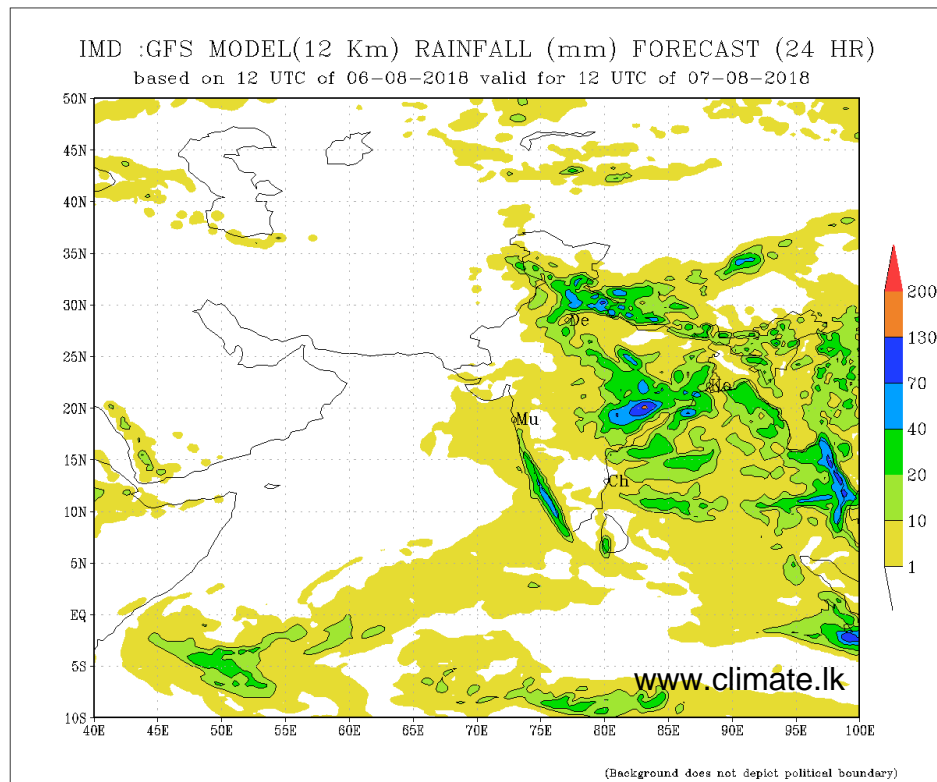 IMD :GFS MODEL(12 Km) RAINFALL (mm) FORECAST (24 HR)
based on 12 UTC of 06-08-2018 valid for 12 UTC of 07-08-2018
50N
45N
40N
35N
30N
25N
20N
15N
10N
5N
EQ
5S
10S
De
Ko
Mu
Ch
200
130
70
40
20
10
1
www.climate.lk
40E 45E 50E 55E 60E 65E 70E 75E 80E 85E 90E 95E 100E
(Background does not depict political boundary)